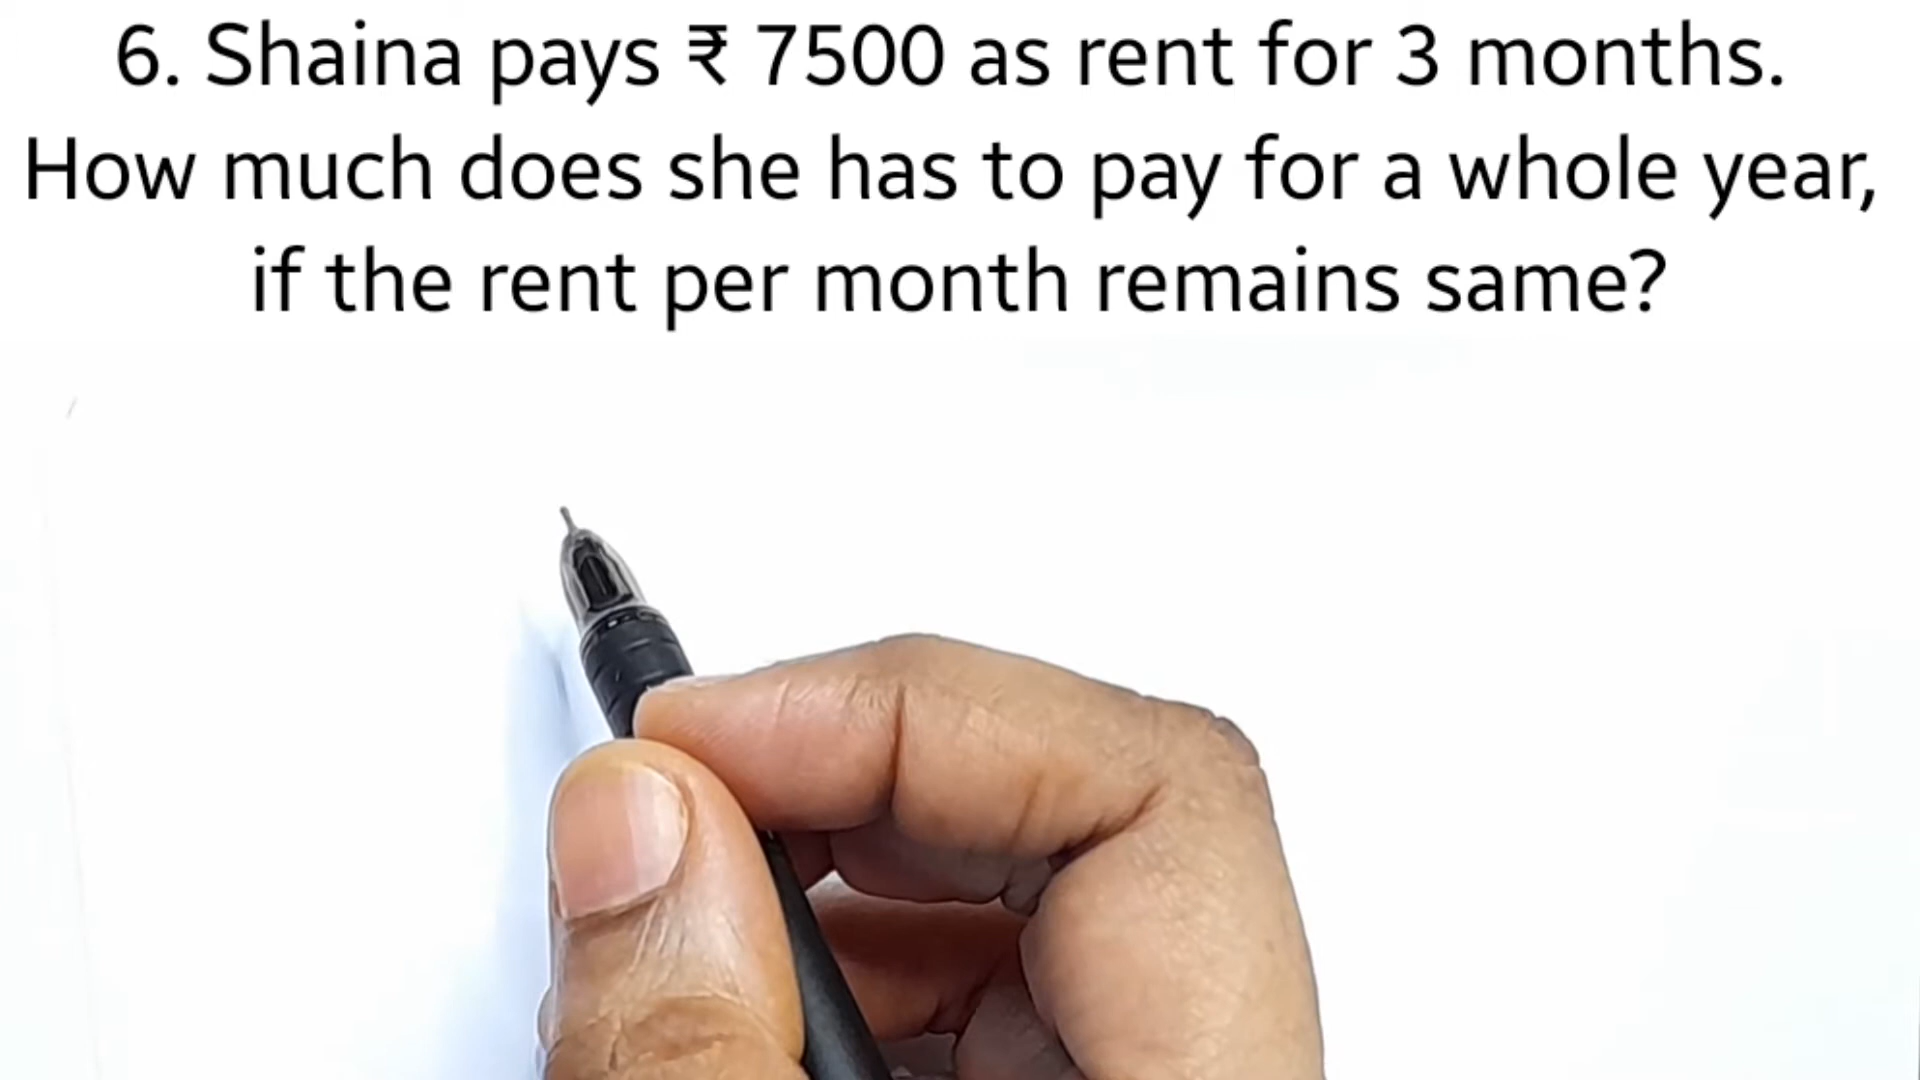 6. Shaina pays ₹ 7500 as rent for 3 months.
How much does she has to pay for a whole year,
if the rent per month remains same?